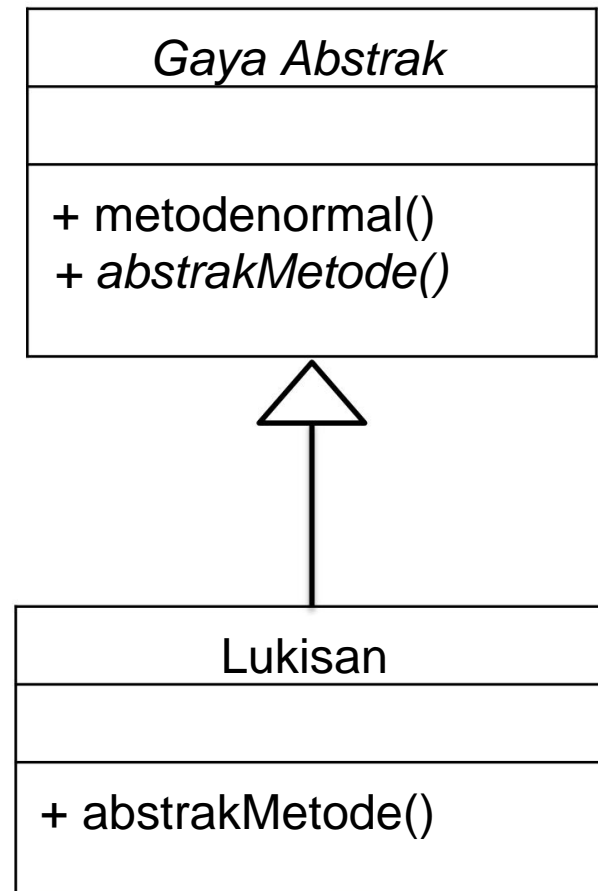 Gaya Abstrak
+ metodenormal()
+ abstrakMetode()
Lukisan
+ abstrakMetode()